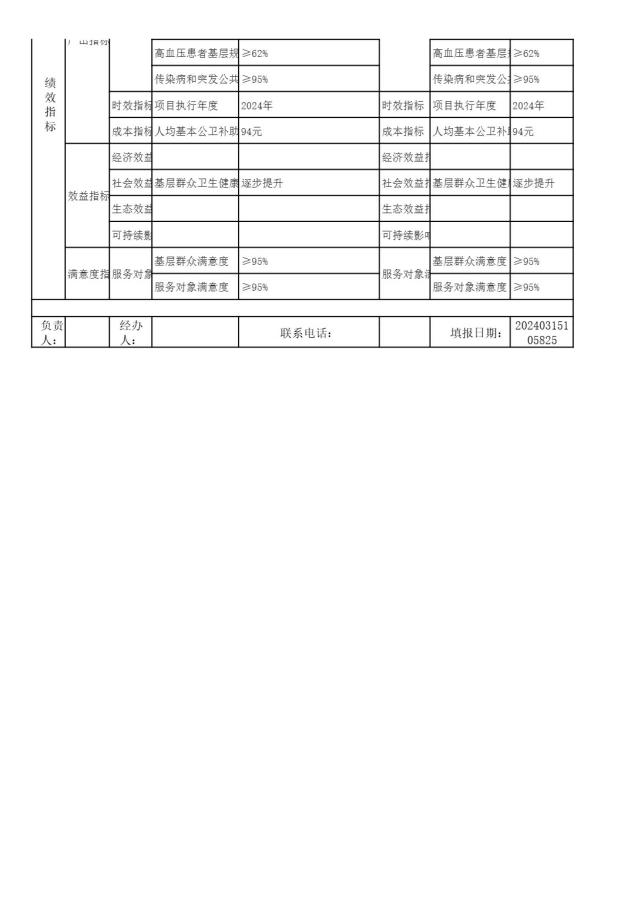 高血压患者基层规 ≥62% 高血压患者基层 ≥62%
传染病和突发公共 ≥95% 传染病和突发公 ≥95%
时效指标 项目执行年度 2024年 时效指标 项目执行年度 2024年
成本指标 人均基本公卫补助 94元 成本指标 人均基本公卫补 94元
绩效指标
经济效益 经济效益
效益指标 社会效益 基层群众卫生健康 逐步提升 社会效益 基层群众卫生健 逐步提升
生态效益 生态效益
可持续影 可持续影
满意度指 服务对象 基层群众满意度 ≥95% 服务对象 基层群众满意度 ≥95%
服务对象满意度 ≥95% 服务对象满意度 ≥95%
负责人: 经办人: 联系电话: 填报日期: 202403151
05825